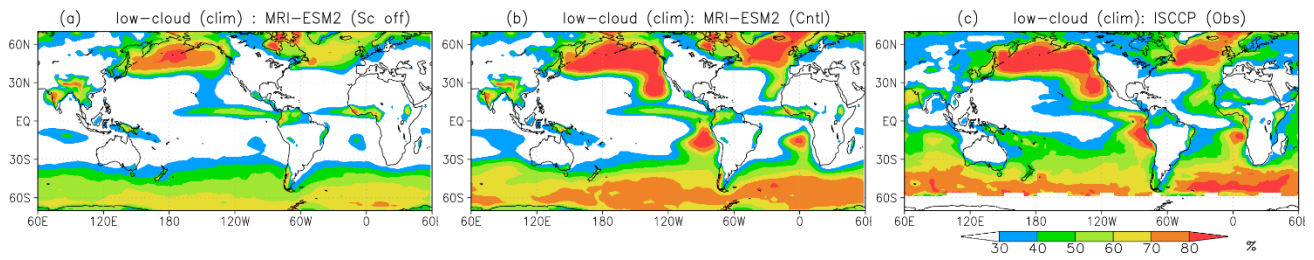 (a) low-cloud (clim) : MRI-ESM2 (Sc off)
60N
30N
EQ
30S
60S
60E 120E 180 120W 60W 0 60E
(b) low-cloud (clim): MRI-ESM2 (Cntl)
60N
30N
EQ
30S
60S
60E 120E 180 120W 60W 0 60E
(c) low-cloud (clim): ISCCP (Obs)
60N
30N
EQ
30S
60S
60E 120E 180 120W 60W 0 60E
30 40 50 60 70 80 %